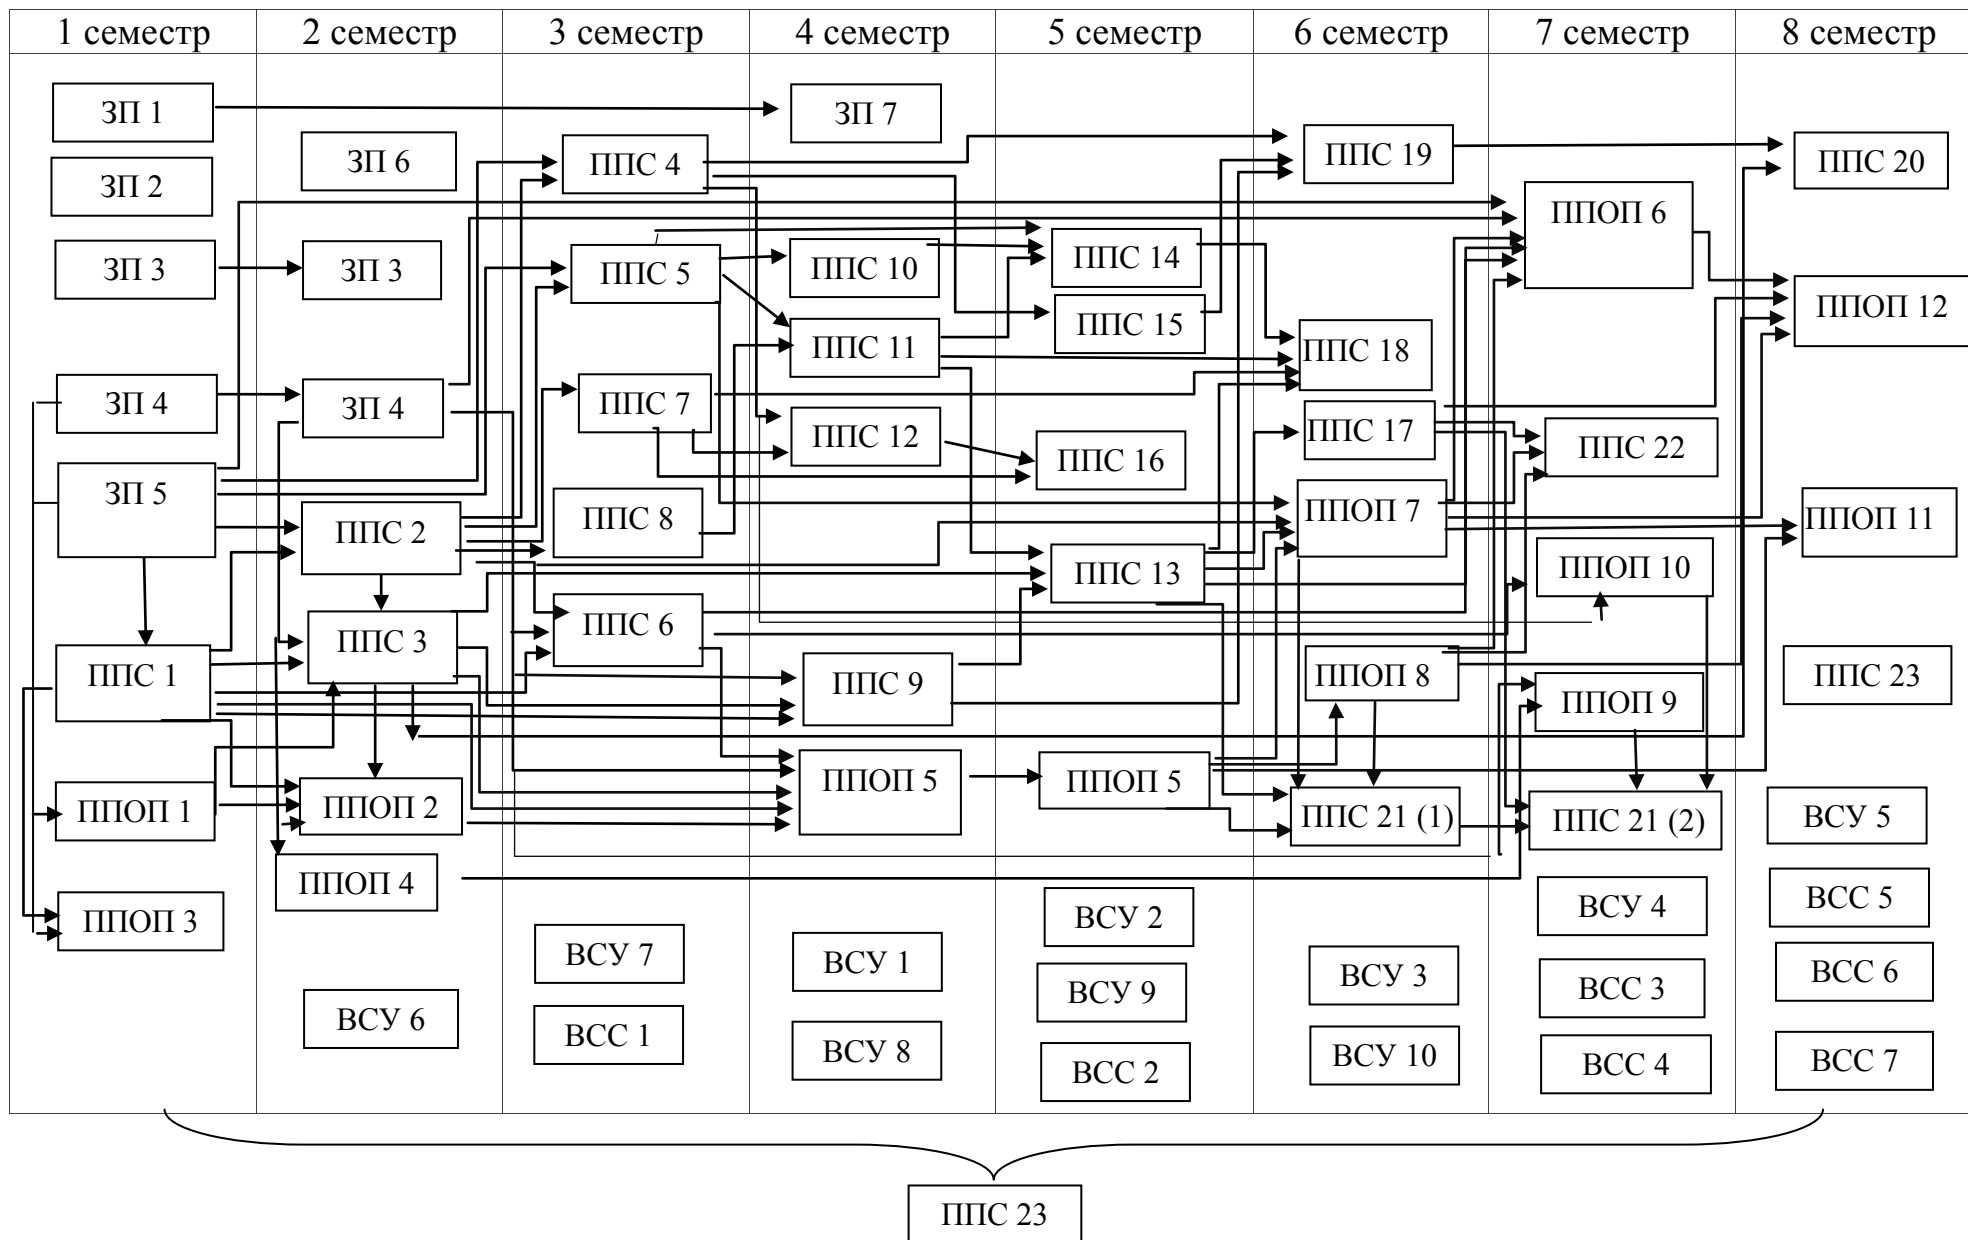 1 семестр
2 семестр
3 семестр
4 семестр
5 семестр
6 семестр
7 семестр
8 семестр
ЗП 1
ЗП 2
ЗП 3
ЗП 4
ЗП 5
ППС 1
ППОП 1
ППОП 3
ЗП 6
ЗП 3
ЗП 4
ППС 2
ППС 3
ППОП 2
ППОП 4
ВСУ 6
ППС 4
ППС 5
ППС 7
ППС 8
ППС 6
ВСУ 7
ВСС 1
ЗП 7
ППС 10
ППС 11
ППС 12
ППС 9
ППОП 5
ВСУ 1
ВСУ 8
ППС 14
ППС 15
ППС 16
ППС 13
ППОП 5
ВСУ 2
ВСУ 9
ВСС 2
ППС 19
ППС 18
ППС 17
ППОП 7
ППОП 8
ППС 21 (1)
ВСУ 3
ВСУ 10
ППОП 6
ППС 22
ППОП 10
ППОП 9
ППС 21 (2)
ВСУ 4
ВСС 3
ВСС 4
ППС 20
ППОП 12
ППОП 11
ППС 23
ВСУ 5
ВСС 5
ВСС 6
ВСС 7
ППС 23